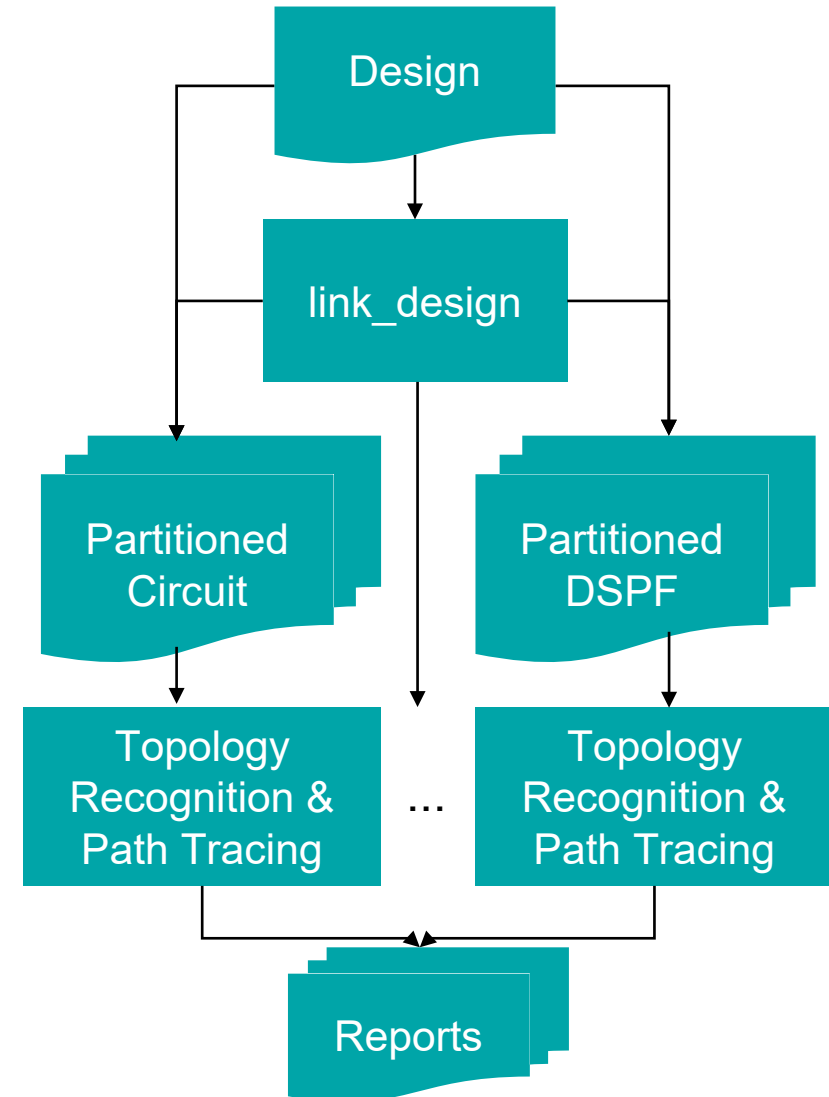 Design
link_design
Partitioned
Circuit
Partitioned
DSPF
Topology
Recognition &
Path Tracing
...
Topology
Recognition &
Path Tracing
Reports